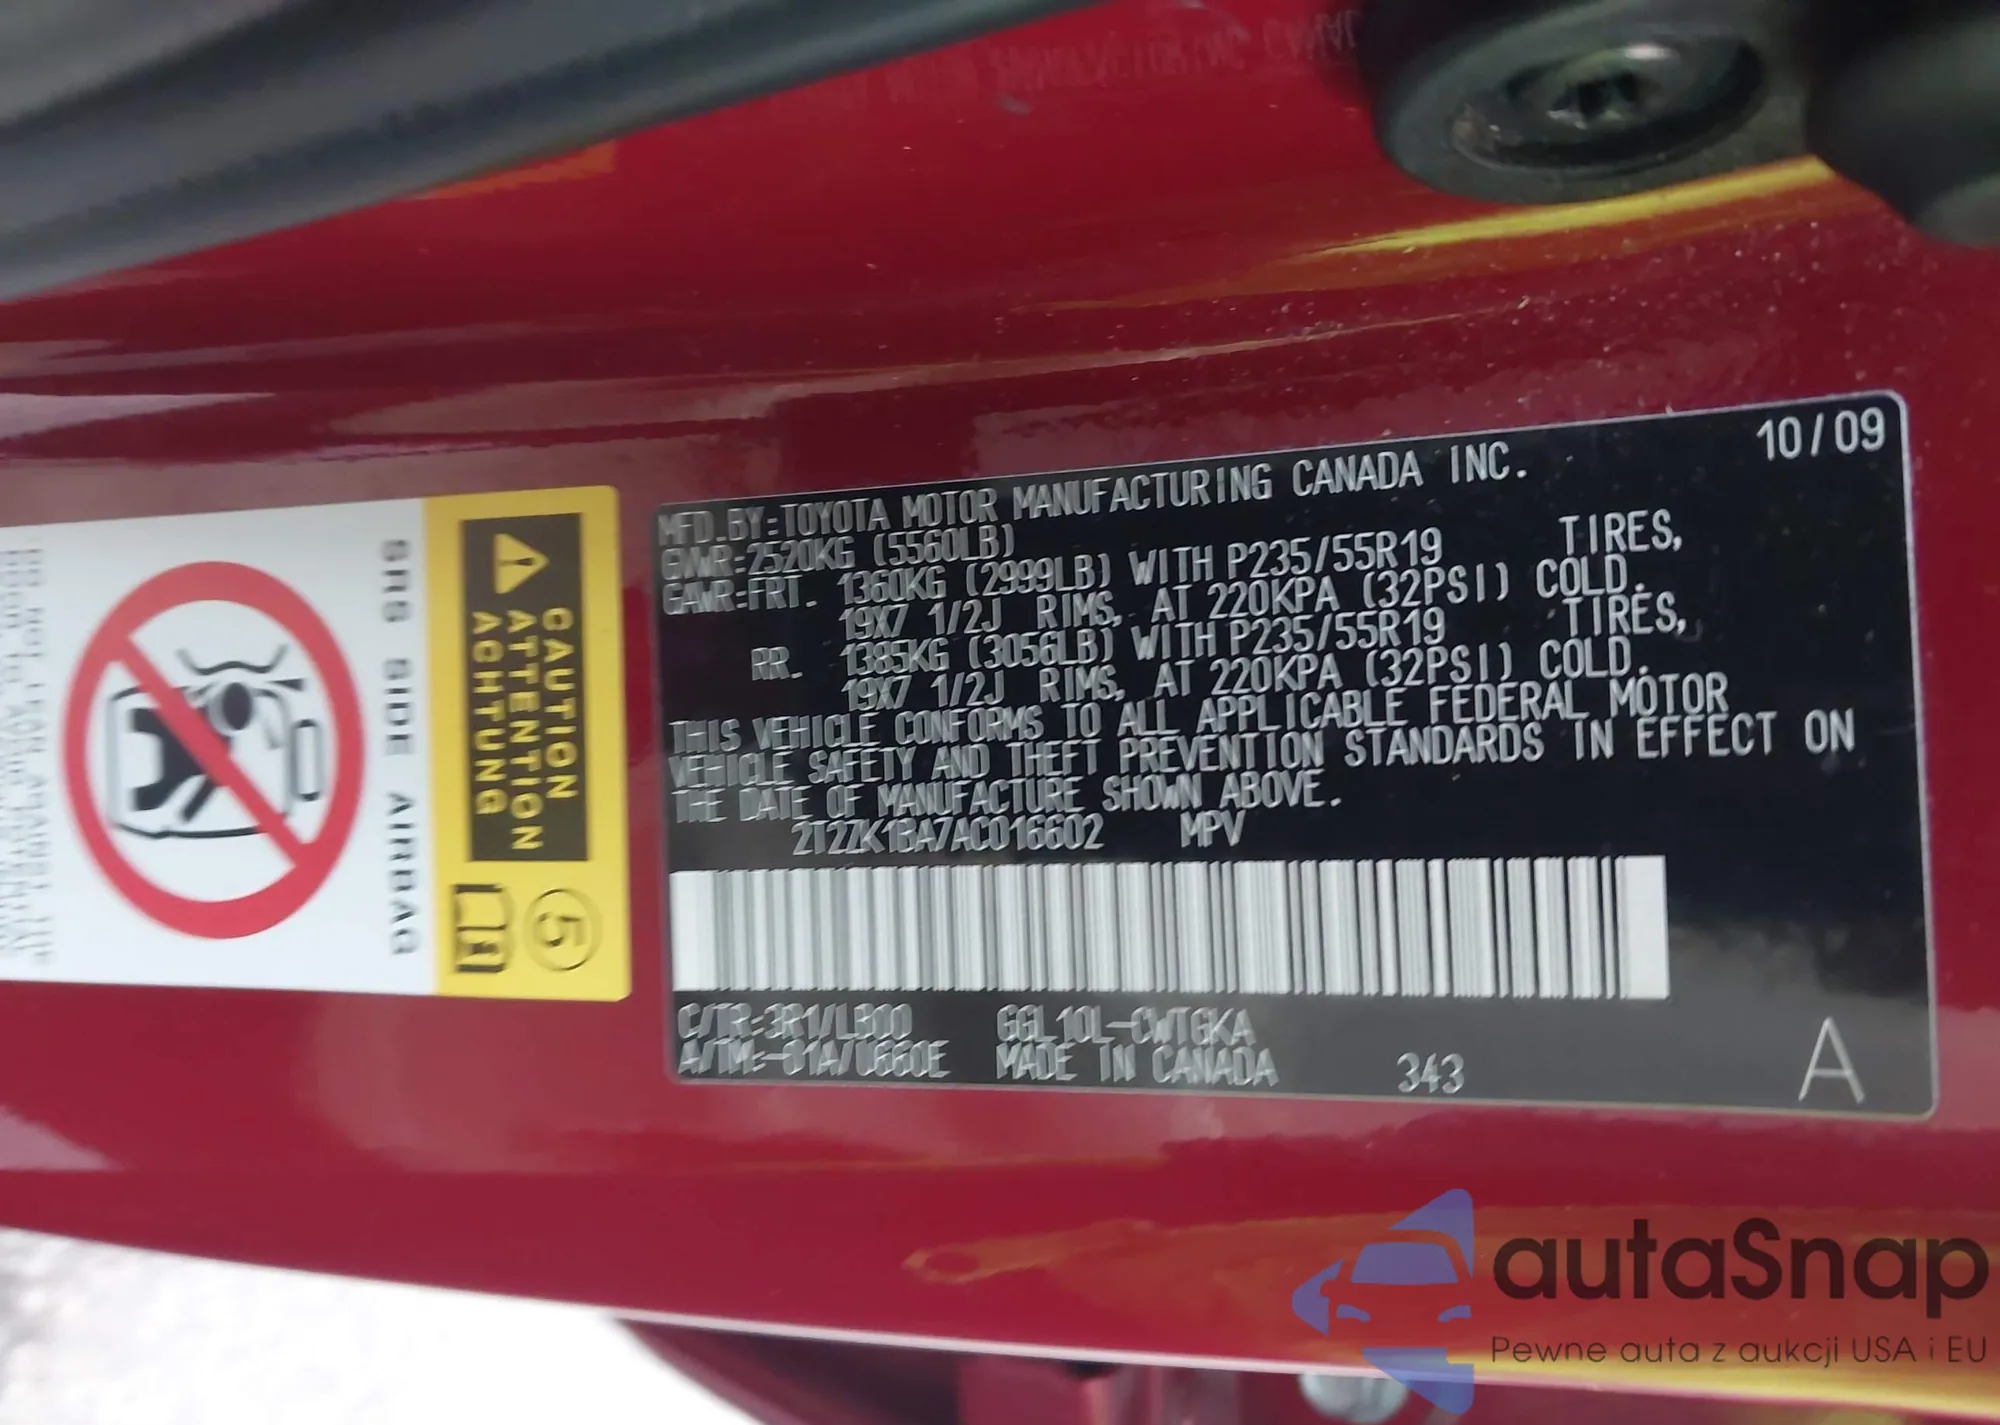 10/09
MFD.BY:TOYOTA MOTOR MANUFACTURING CANADA INC.
GVWR:2520KG (5560LB)
GAWR:FRT. 1360KG (2999LB) WITH P235/55R19 TIRES,
19X7 1/2J RIMS, AT 220KPA (32PSI) COLD.
RR. 1385KG (3056LB) WITH P235/55R19 TIRES,
19X7 1/2J RIMS, AT 220KPA (32PSI) COLD.
THIS VEHICLE CONFORMS TO ALL APPLICABLE FEDERAL MOTOR
VEHICLE SAFETY AND THEFT PREVENTION STANDARDS IN EFFECT ON
THE DATE OF MANUFACTURE SHOWN ABOVE.
2T2ZK1BA7AC016602 MPV
C/TR:3R1/LB00 GGL10L-CWTGKA
A/TM:-01A/U660E MADE IN CANADA 343
A
CAUTION
ATTENTION
ACHTUNG
5
SRS SIDE AIRBAG
autaSnap
Pewne auta z aukcji USA i EU